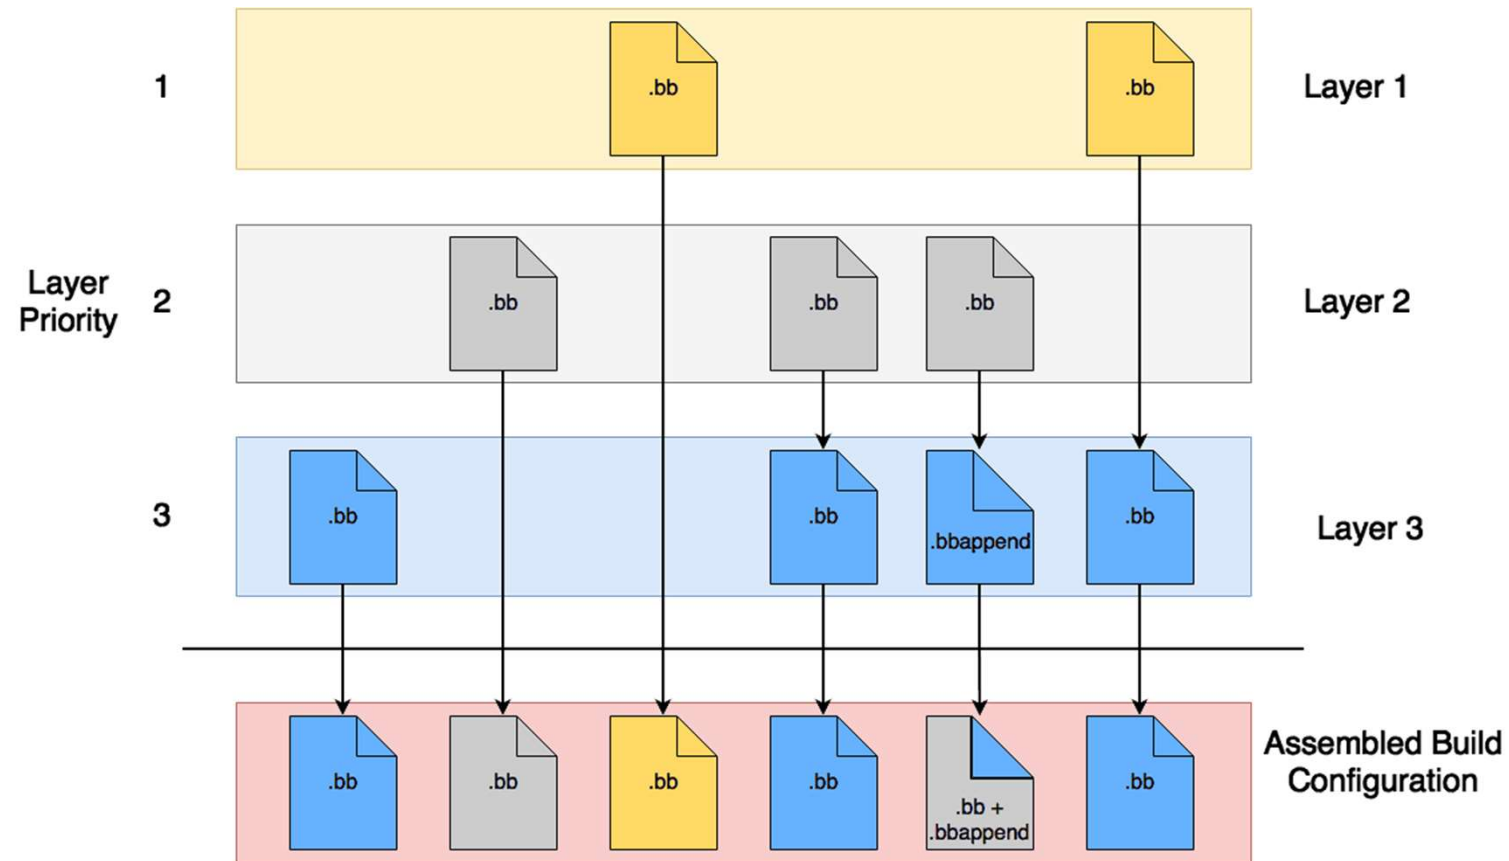 1
.bb
.bb
Layer 1
Layer
Priority
2
.bb
.bb
.bb
Layer 2
3
.bb
.bb
.bbappend
.bb
Layer 3
.bb
.bb
.bb
.bb
.bb +
.bbappend
.bb
Assembled Build
Configuration